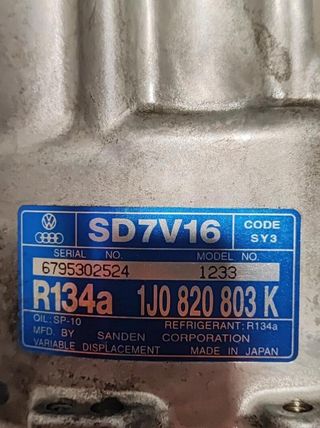 SD7V16
CODE
SY3
SERIAL NO. MODEL NO.
6795302524 1233
R134a 1J0 820 803 K
OIL:SP-10 REFRIGERANT:R134a
MFD. BY SANDEN CORPORATION
VARIABLE DISPLACEMENT MADE IN JAPAN